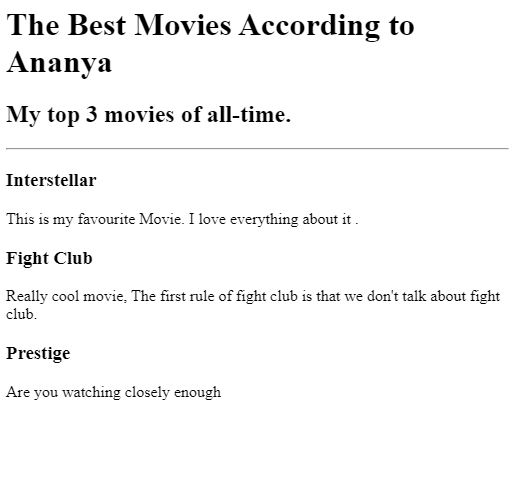 The Best Movies According to
Ananya
My top 3 movies of all-time.
Interstellar
This is my favourite Movie. I love everything about it .
Fight Club
Really cool movie, The first rule of fight club is that we don't talk about fight
club.
Prestige
Are you watching closely enough